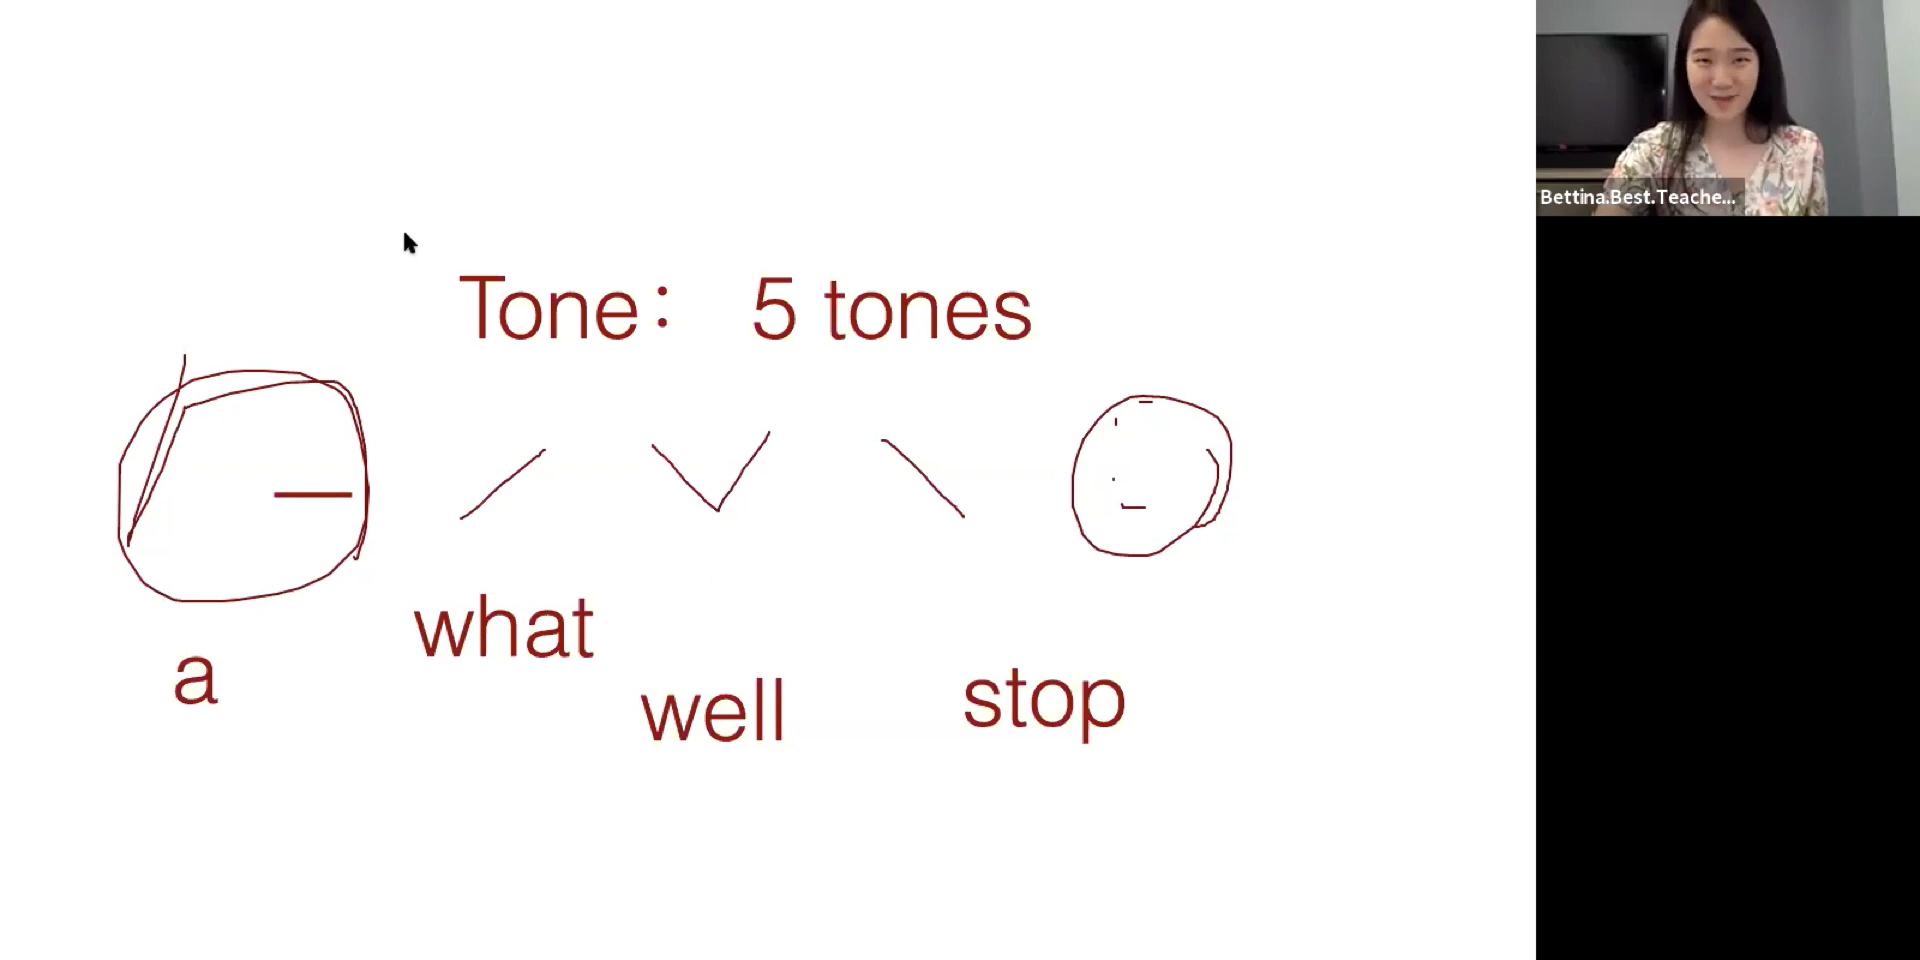 Bettina.Best.Teache...
Tone： 5 tones
what
a
well
stop